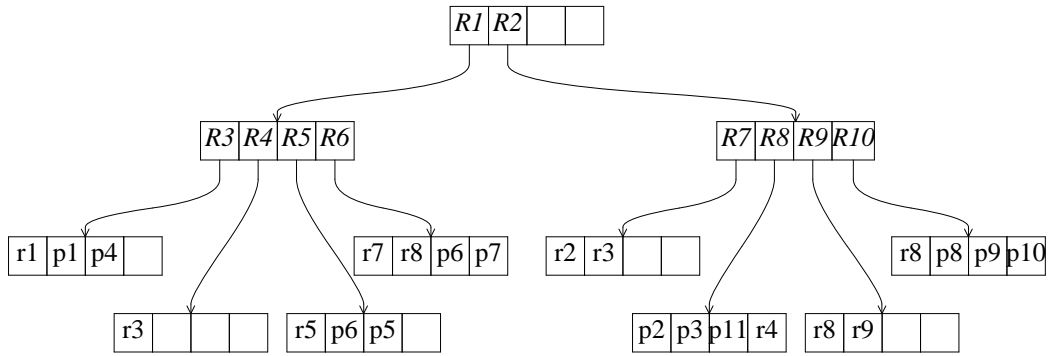 R1 R2
R3 R4 R5 R6
R7 R8 R9 R10
r1 p1 p4
r7 r8 p6 p7
r2 r3
r8 p8 p9 p10
r3
r5 p6 p5
p2 p3 p11 r4
r8 r9